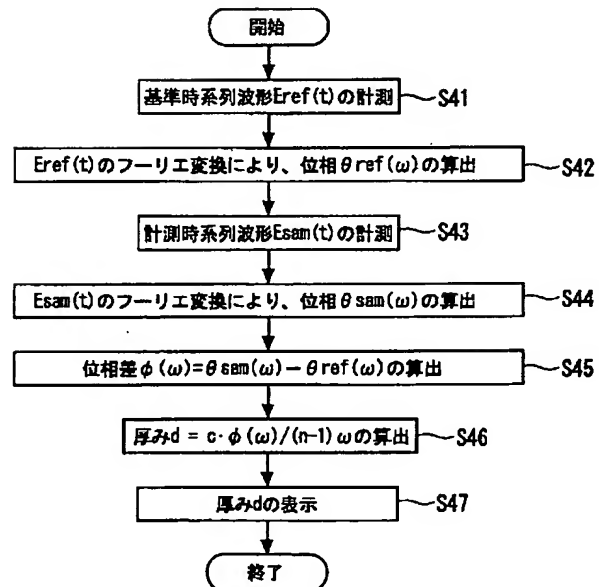 開始
基準時系列波形Eref(t)の計測 S41
Eref(t)のフーリエ変換により、位相θref(ω)の算出 S42
計測時系列波形Esam(t)の計測 S43
Esam(t)のフーリエ変換により、位相θsam(ω)の算出 S44
位相差φ(ω)=θsam(ω)−θref(ω)の算出 S45
厚みd = c·φ(ω)/(n-1)ωの算出 S46
厚みdの表示 S47
終了